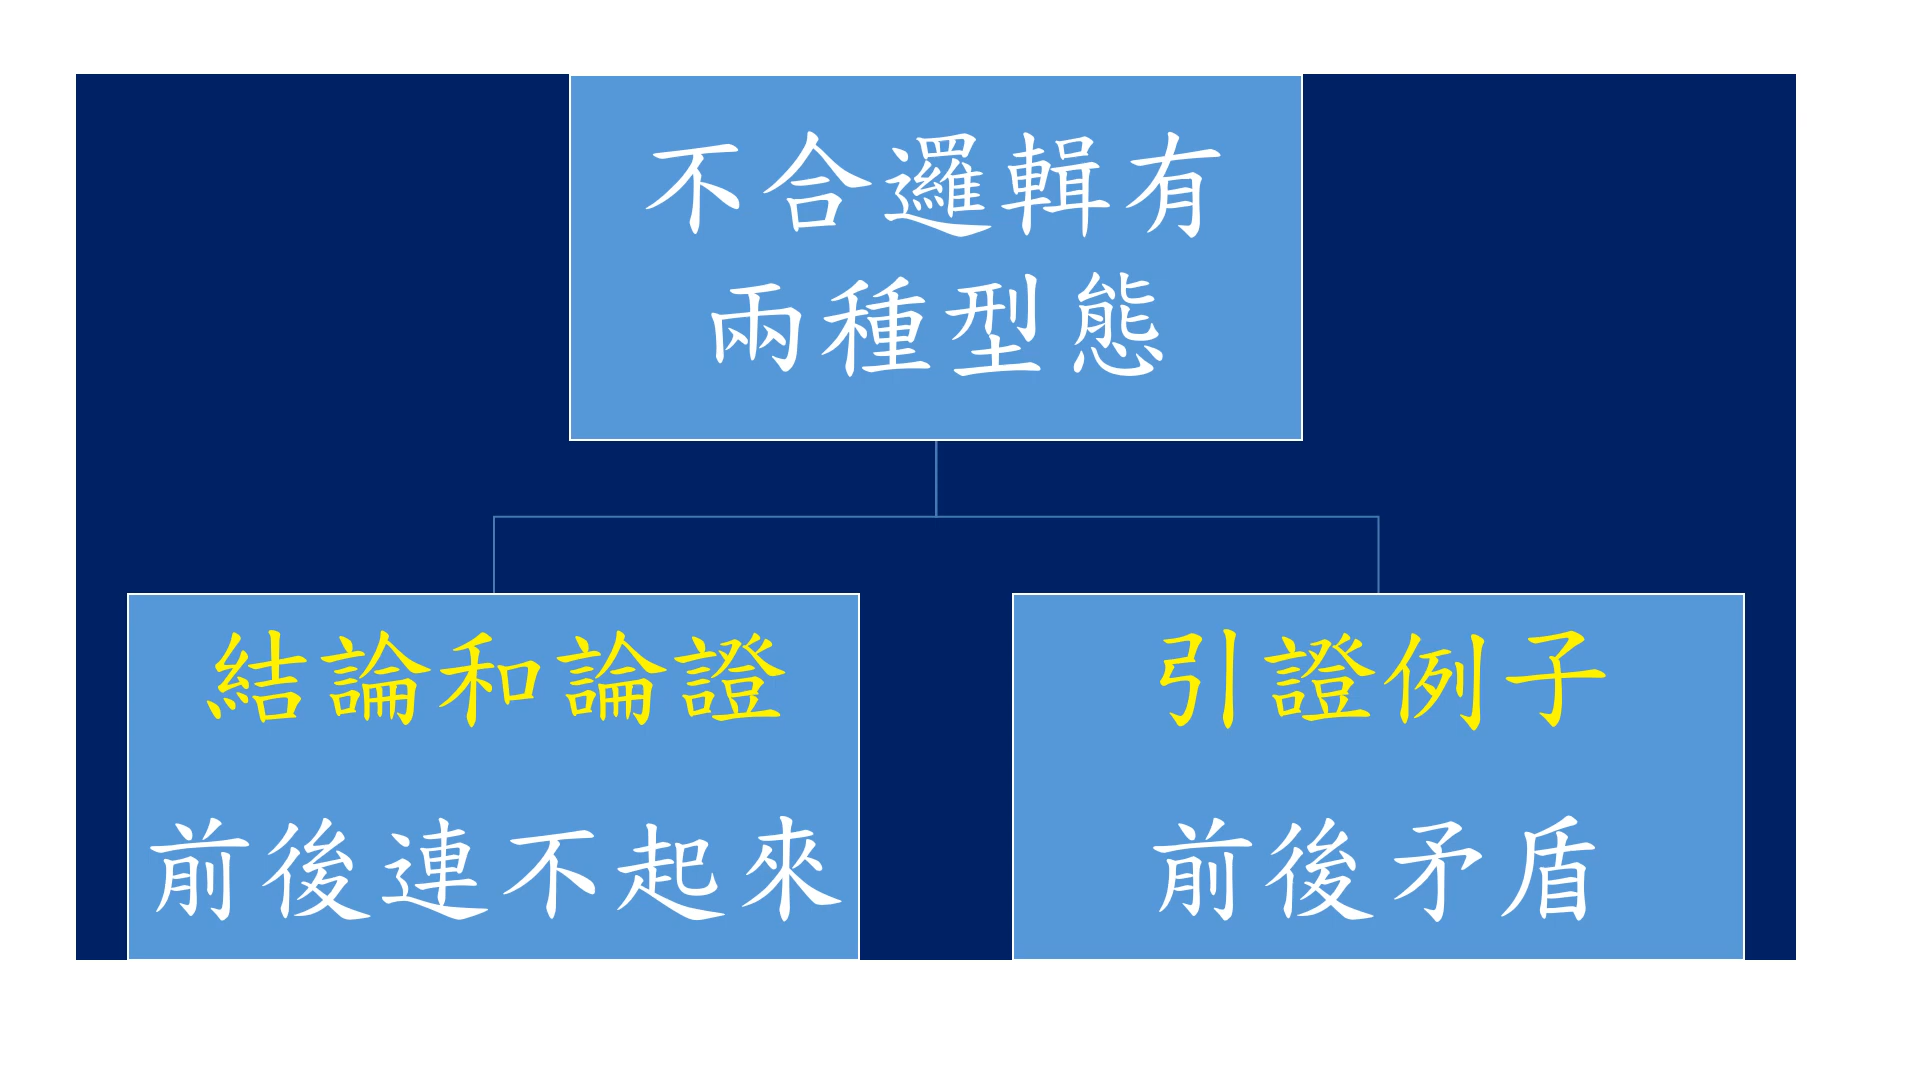 不合邏輯有
兩種型態
結論和論證
前後連不起來
引證例子
前後矛盾